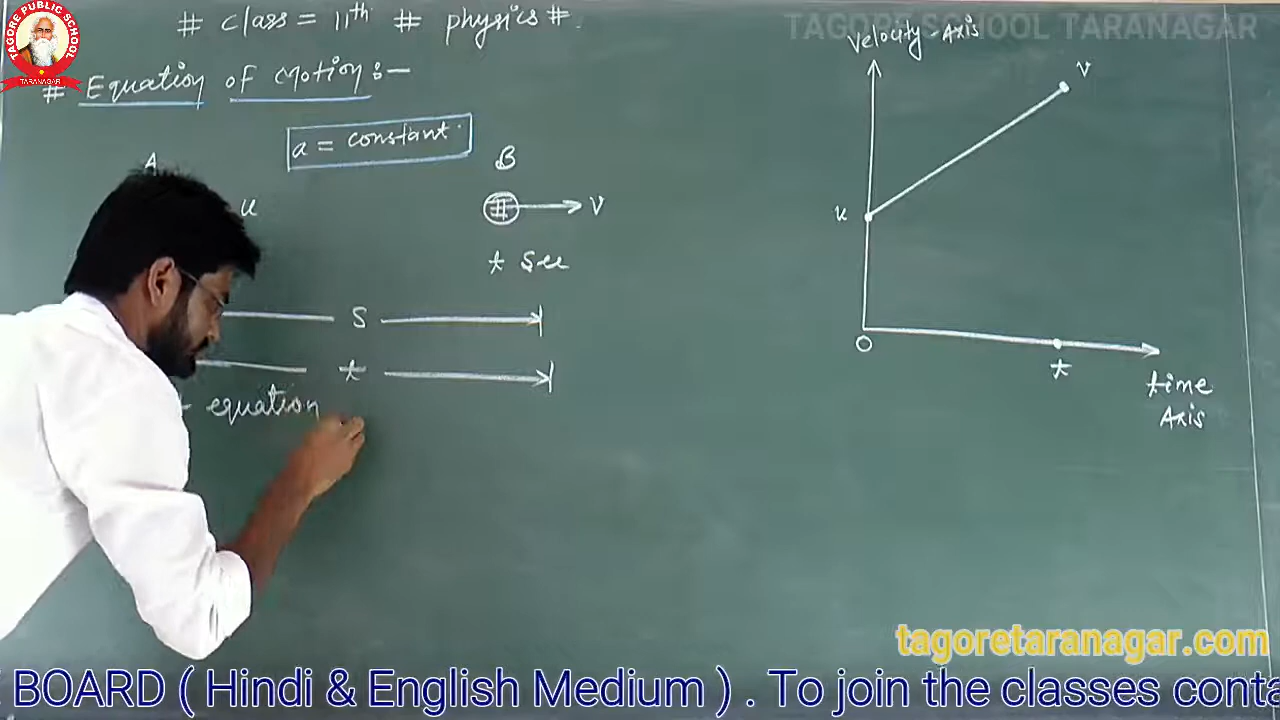 TAGORE PUBLIC SCHOOL
TARANAGAR
# class = 11th # physics #.
TAGORE SCHOOL TARANAGAR
# Equation of Motion :-
a = constant.
A
u
B
# V
t Sec
S
t
equation
Velocity-Axis
V
u
O
t
time
Axis
tagoretaranagar.com
BOARD ( Hindi & English Medium ) . To join the classes conta